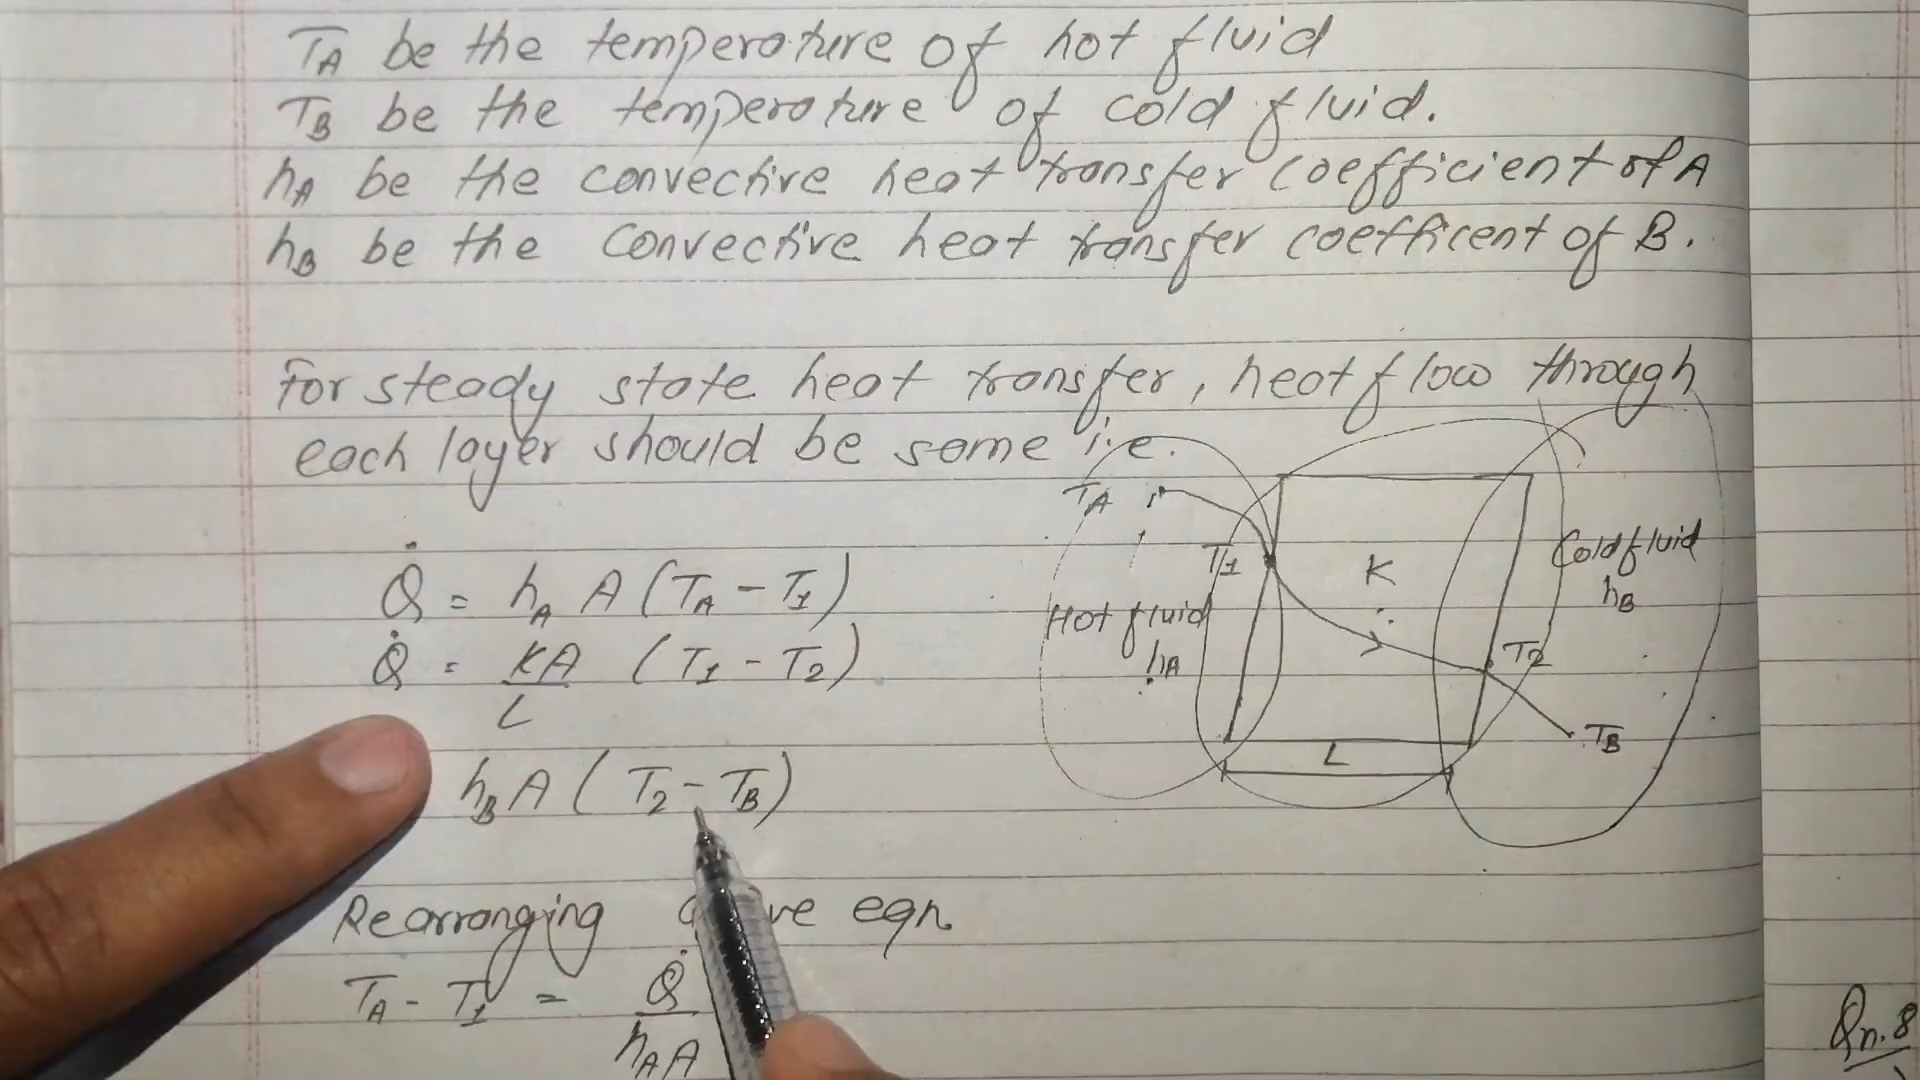 TA be the temperature of hot fluid
TB be the temperature of cold fluid.
hA be the convective heat transfer coefficient of A
hB be the convective heat transfer coefficent of B.
For steady state heat transfer, heat flow through
each layer should be same i.e.
Q̇ = hA A (TA - T1)
Q̇ = KA/L (T1 - T2)
hB A (T2 - TB)
Rearranging eqn.
TA - T1 = Q̇/hA A
TA
T1
K
Cold fluid
hB
Hot fluid
hA
T2
TB
L
Qn.8